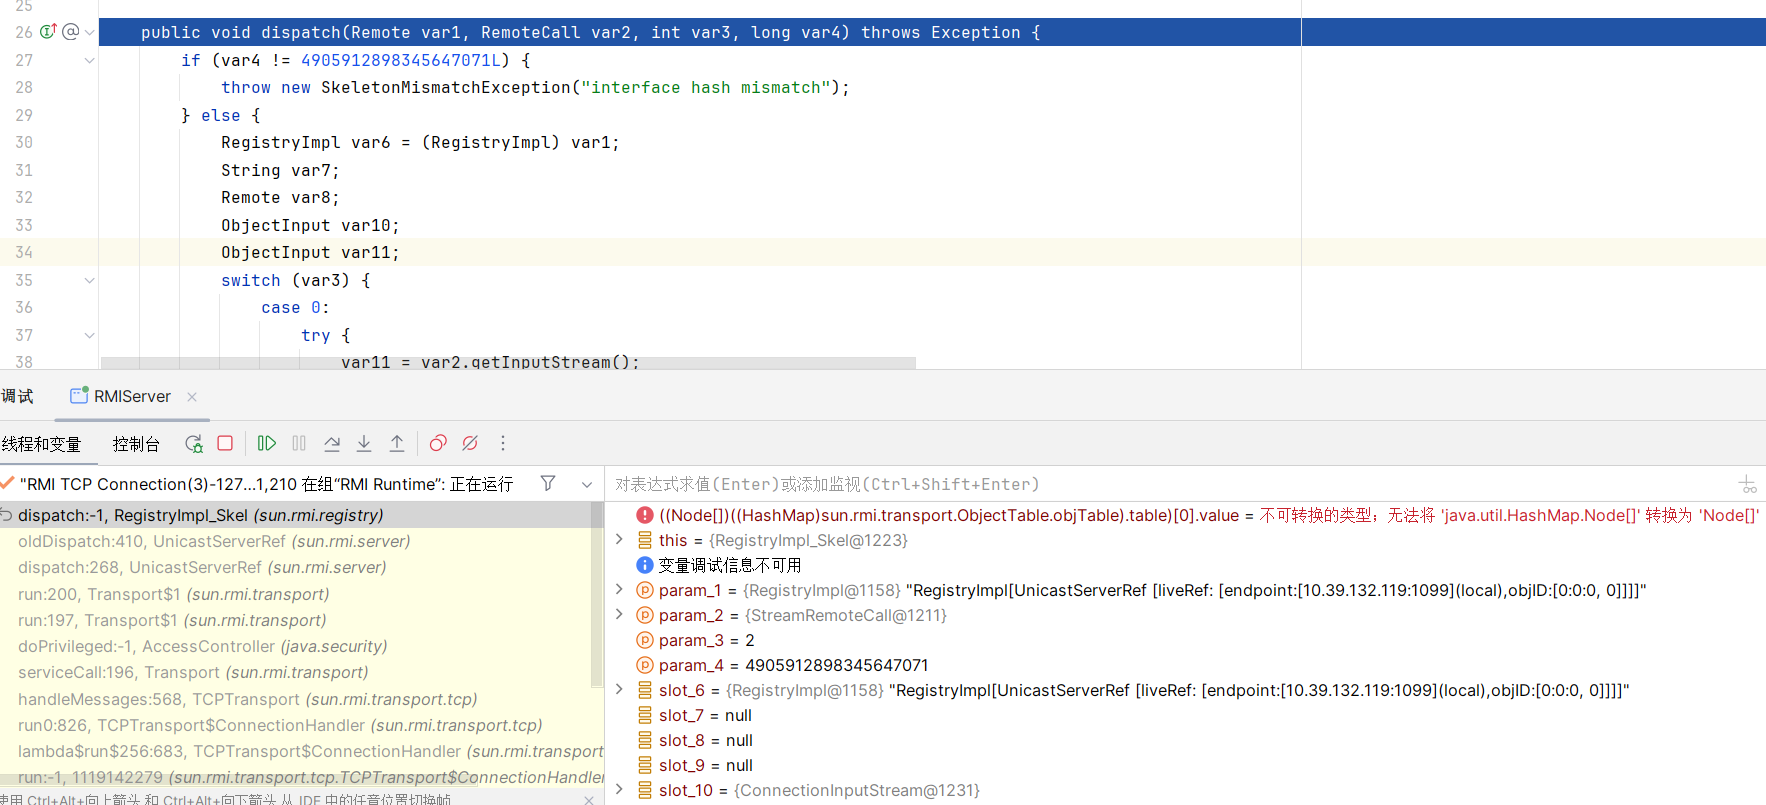 25
26 public void dispatch(Remote var1, RemoteCall var2, int var3, long var4) throws Exception {
27 if (var4 != 4905912898345647071L) {
28 throw new SkeletonMismatchException("interface hash mismatch");
29 } else {
30 RegistryImpl var6 = (RegistryImpl) var1;
31 String var7;
32 Remote var8;
33 ObjectInput var10;
34 ObjectInput var11;
35 switch (var3) {
36 case 0:
37 try {
38 var11 = var2.getInputStream();
调试 RMIServer
线程和变量 控制台
"RMI TCP Connection(3)-127...1,210 在组“RMI Runtime”: 正在运行
dispatch:-1, RegistryImpl_Skel (sun.rmi.registry)
oldDispatch:410, UnicastServerRef (sun.rmi.server)
dispatch:268, UnicastServerRef (sun.rmi.server)
run:200, Transport$1 (sun.rmi.transport)
run:197, Transport$1 (sun.rmi.transport)
doPrivileged:-1, AccessController (java.security)
serviceCall:196, Transport (sun.rmi.transport)
handleMessages:568, TCPTransport (sun.rmi.transport.tcp)
run0:826, TCPTransport$ConnectionHandler (sun.rmi.transport.tcp)
lambda$run$256:683, TCPTransport$ConnectionHandler (sun.rmi.transport
run:-1, 1119142279 (sun.rmi.transport.tcp.TCPTransport$ConnectionHandler
使用 Ctrl+Alt+向上箭头 和 Ctrl+Alt+向下箭头 从 IDE 中的任意位置切换帧
对表达式求值(Enter)或添加监视(Ctrl+Shift+Enter)
((Node[])((HashMap)sun.rmi.transport.ObjectTable.objTable).table)[0].value = 不可转换的类型；无法将 'java.util.HashMap.Node[]' 转换为 'Node[]'
this = {RegistryImpl_Skel@1223}
变量调试信息不可用
param_1 = {RegistryImpl@1158} "RegistryImpl[UnicastServerRef [liveRef: [endpoint:[10.39.132.119:1099](local),objID:[0:0:0, 0]]]]"
param_2 = {StreamRemoteCall@1211}
param_3 = 2
param_4 = 4905912898345647071
slot_6 = {RegistryImpl@1158} "RegistryImpl[UnicastServerRef [liveRef: [endpoint:[10.39.132.119:1099](local),objID:[0:0:0, 0]]]]"
slot_7 = null
slot_8 = null
slot_9 = null
slot_10 = {ConnectionInputStream@1231}